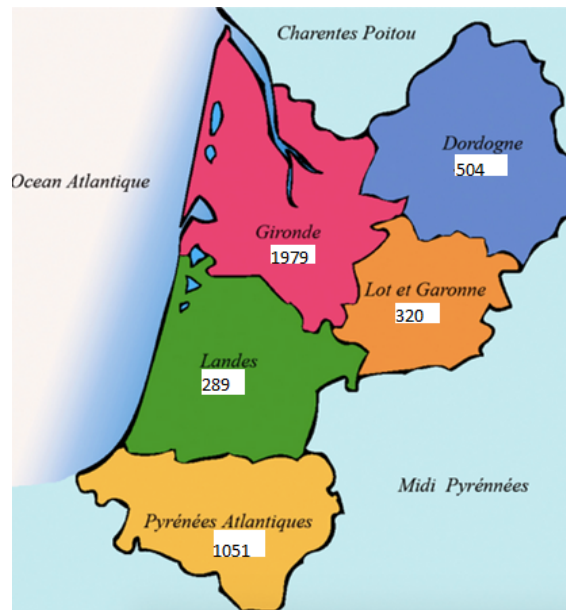 Charentes Poitou
Dordogne
504
Ocean Atlantique
Gironde
1979
Lot et Garonne
320
Landes
289
Midi Pyrénnées
Pyrénées Atlantiques
1051